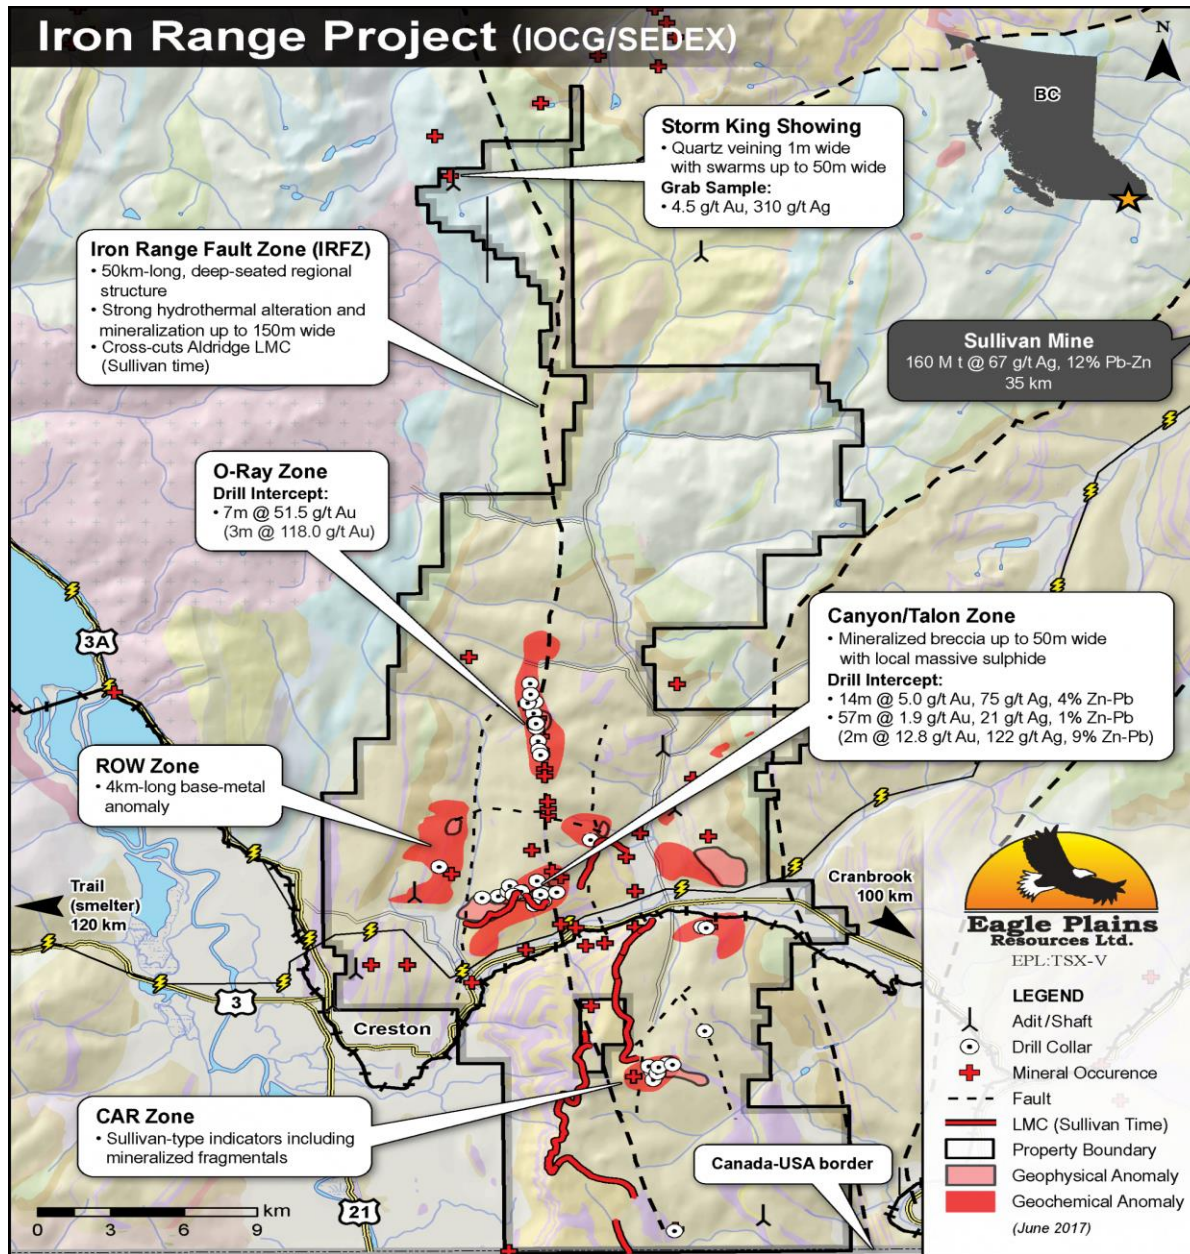 Iron Range Project (IOCG/SEDEX)
N
BC
Storm King Showing
• Quartz veining 1m wide
with swarms up to 50m wide
Grab Sample:
• 4.5 g/t Au, 310 g/t Ag
Iron Range Fault Zone (IRFZ)
• 50km-long, deep-seated regional
structure
• Strong hydrothermal alteration and
mineralization up to 150m wide
• Cross-cuts Aldridge LMC
(Sullivan time)
Sullivan Mine
160 M t @ 67 g/t Ag, 12% Pb-Zn
35 km
O-Ray Zone
Drill Intercept:
• 7m @ 51.5 g/t Au
(3m @ 118.0 g/t Au)
3A
Canyon/Talon Zone
• Mineralized breccia up to 50m wide
with local massive sulphide
Drill Intercept:
• 14m @ 5.0 g/t Au, 75 g/t Ag, 4% Zn-Pb
• 57m @ 1.9 g/t Au, 21 g/t Ag, 1% Zn-Pb
(2m @ 12.8 g/t Au, 122 g/t Ag, 9% Zn-Pb)
ROW Zone
• 4km-long base-metal
anomaly
Trail
(smelter)
120 km
Cranbrook
100 km
Eagle Plains
Resources Ltd.
EPL:TSX-V
3
Creston
LEGEND
Adit/Shaft
Drill Collar
Mineral Occurence
Fault
LMC (Sullivan Time)
Property Boundary
Geophysical Anomaly
Geochemical Anomaly
(June 2017)
CAR Zone
• Sullivan-type indicators including
mineralized fragmentals
Canada-USA border
km
0 3 6 9
21